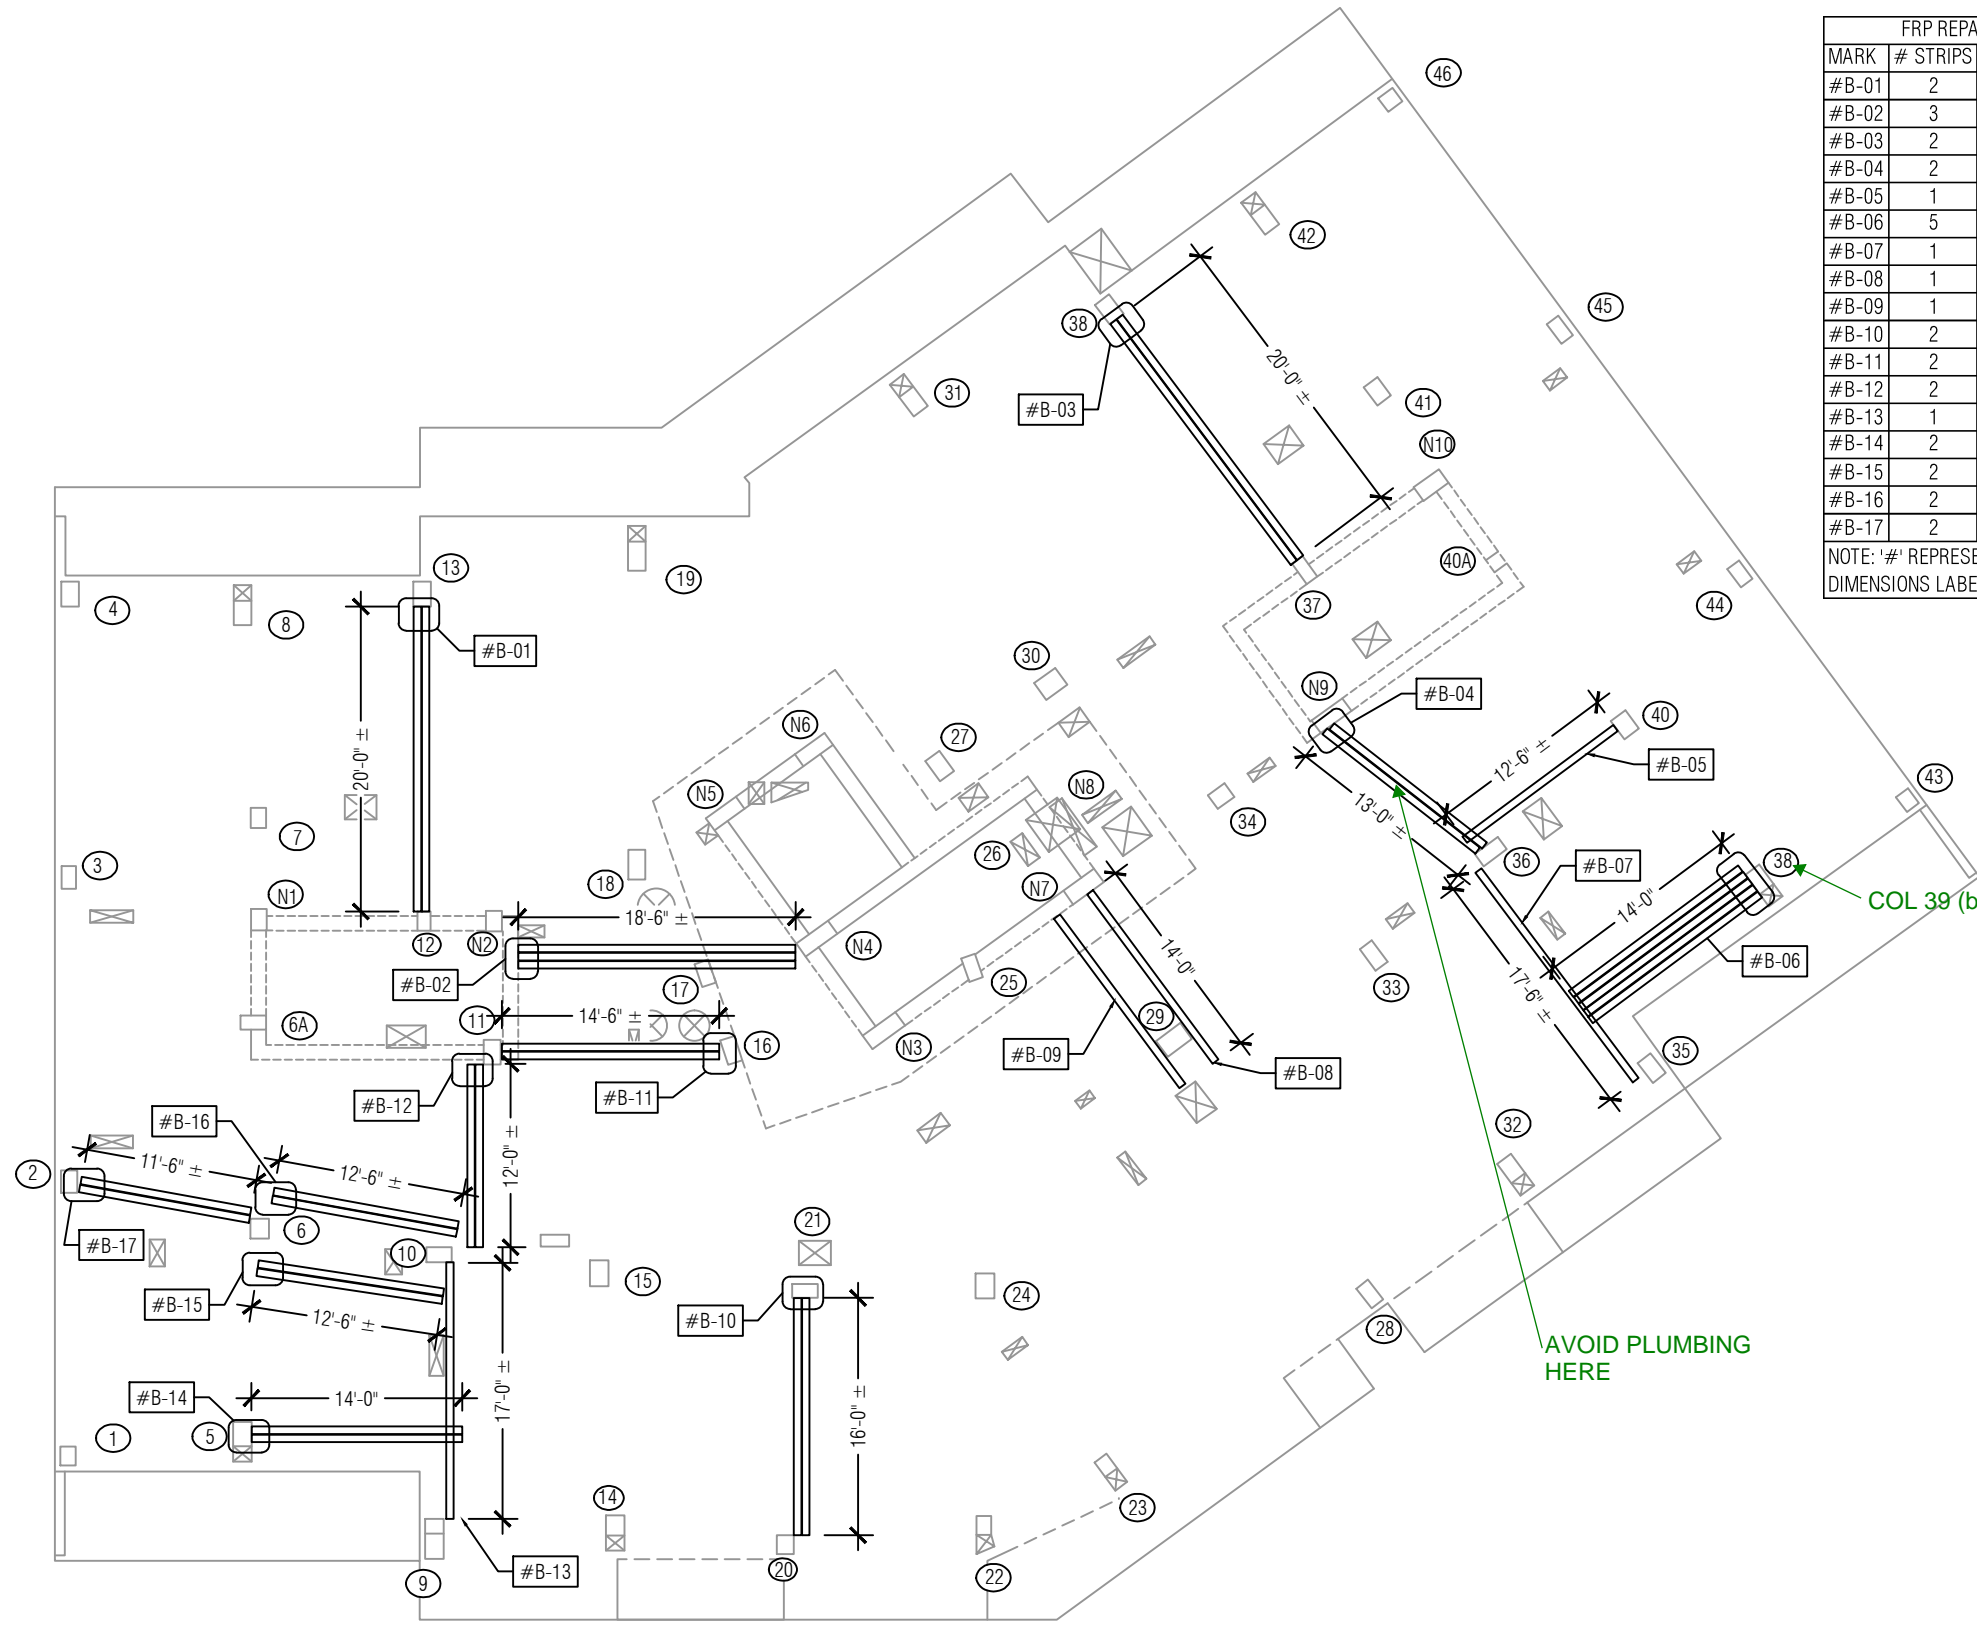 FRP REPA
MARK # STRIPS
#B-01 2
#B-02 3
#B-03 2
#B-04 2
#B-05 1
#B-06 5
#B-07 1
#B-08 1
#B-09 1
#B-10 2
#B-11 2
#B-12 2
#B-13 1
#B-14 2
#B-15 2
#B-16 2
#B-17 2
NOTE: '#' REPRESE
DIMENSIONS LABE
46
42
38
45
20'-0" ±
31
#B-03
41
N10
13
19
40A
4
8
37
44
#B-01
30
N9
#B-04
N6
27
40
20'-0" ±
12'-6" ±
#B-05
N5
N8
43
7
34
13'-0" ±
26
36
3
38
#B-07
18
N7
N1
14'-0"
COL 39 (b
18'-6" ±
12
N2
N4
14'-0"
#B-06
#B-02
17
25
33
17'-6" ±
6A
11
14'-6" ±
29
16
N3
#B-09
35
#B-08
#B-12
#B-11
#B-16
32
2
11'-6" ±
12'-6" ±
12'-0" ±
21
6
#B-17
10
15
24
#B-15
12'-6" ±
#B-10
28
AVOID PLUMBING
HERE
#B-14
14'-0"
17'-0" ±
16'-0" ±
1
5
14
23
#B-13
20
22
9